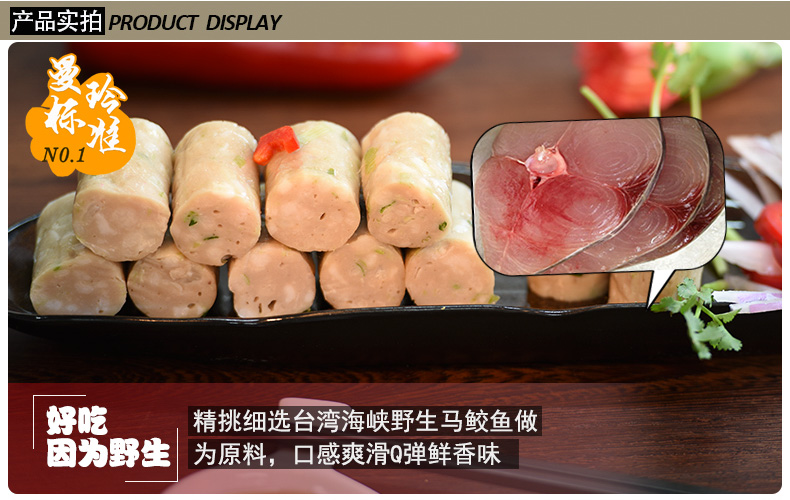 产品实拍 PRODUCT DISPLAY
曼玲
标准
NO.1
好吃
因为野生
精挑细选台湾海峡野生马鲛鱼做
为原料，口感爽滑Q弹鲜香味